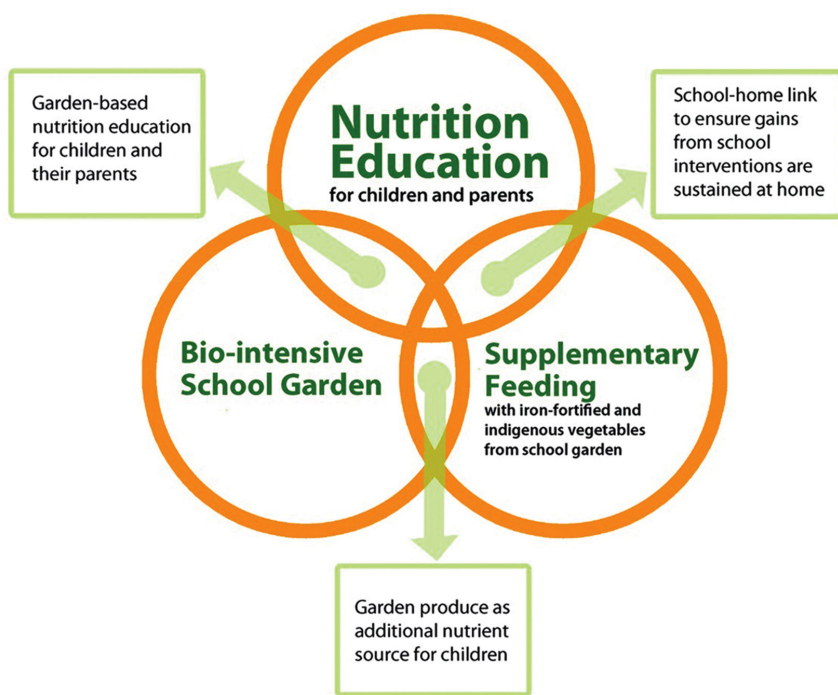 Nutrition
Education
for children and parents
Garden-based
nutrition education
for children and
their parents
School-home link
to ensure gains
from school
interventions are
sustained at home
Bio-intensive
School Garden
Supplementary
Feeding
with iron-fortified and
indigenous vegetables
from school garden
Garden produce as
additional nutrient
source for children